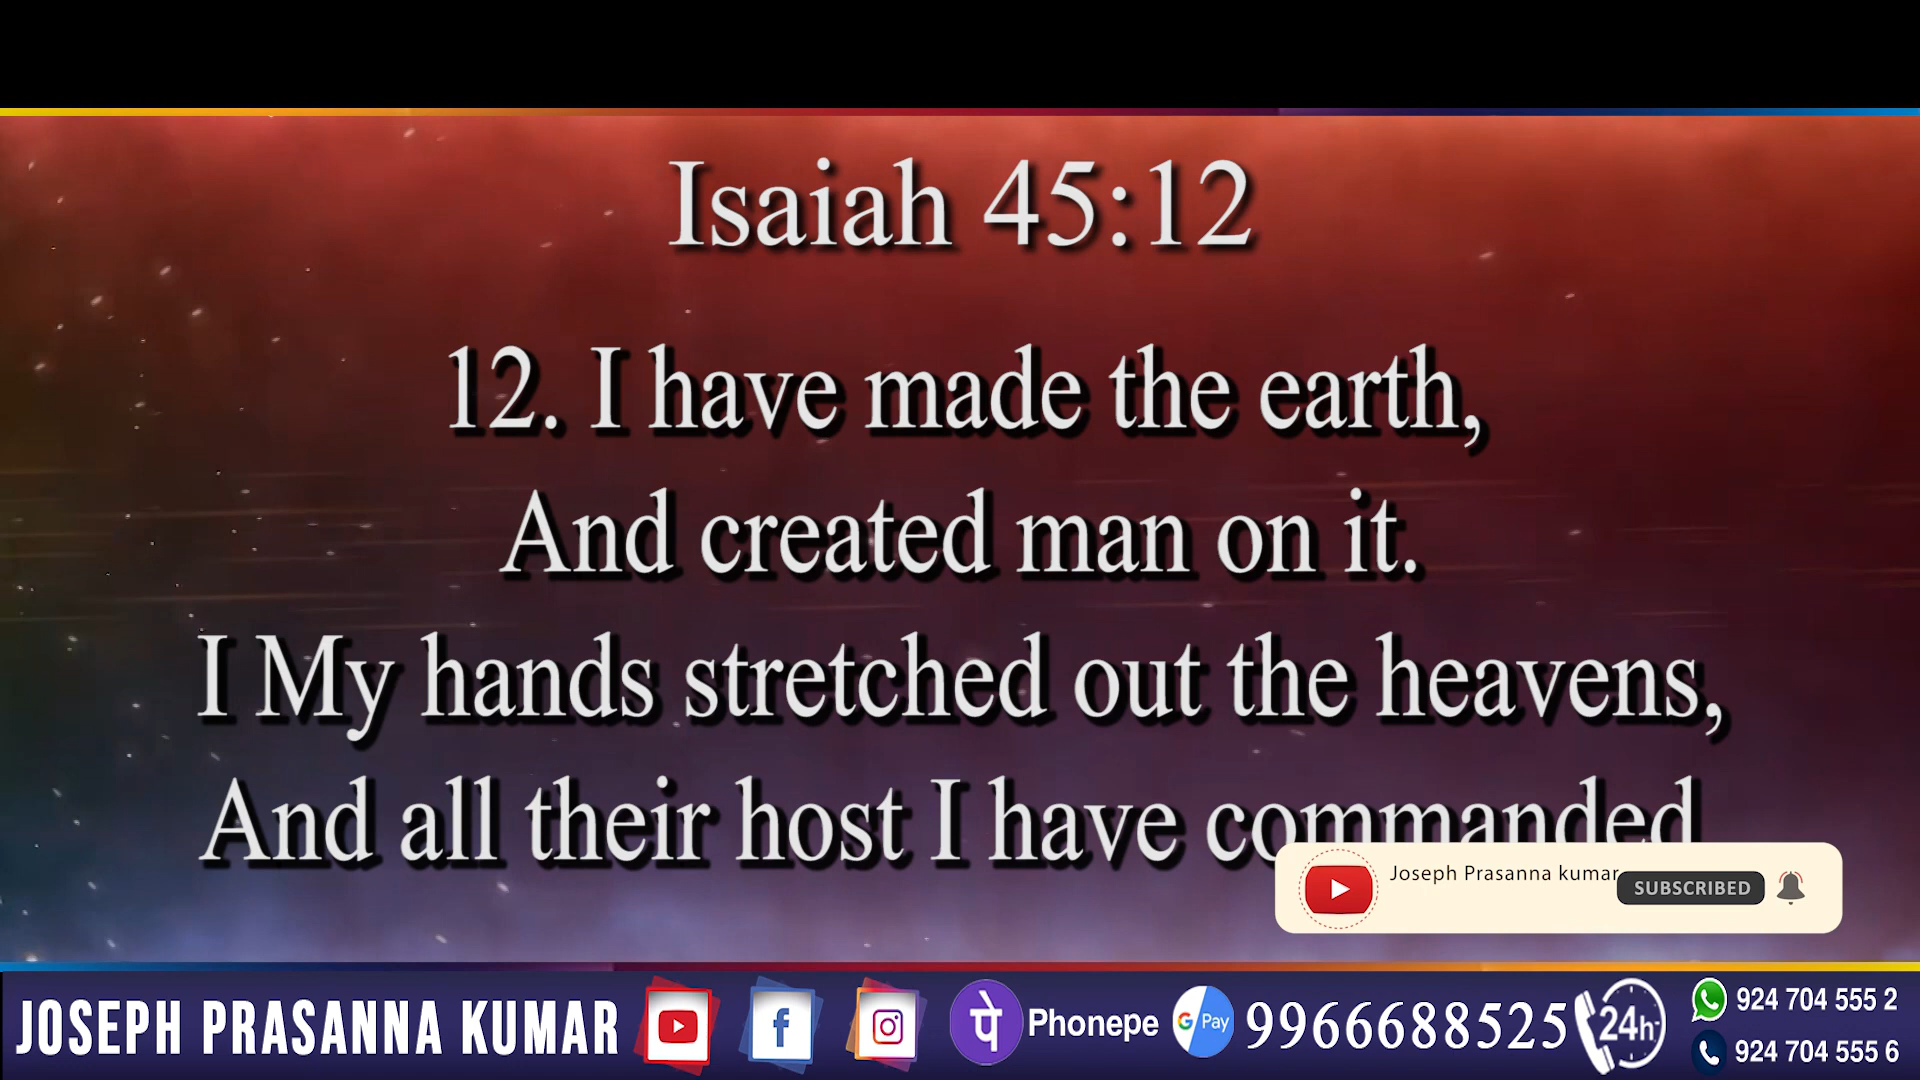 Isaiah 45:12
12. I have made the earth,
And created man on it.
I My hands stretched out the heavens,
And all their host I have commanded
Joseph Prasanna kumar
SUBSCRIBED
JOSEPH PRASANNA KUMAR
पे Phonepe
G Pay 9966688525
24h
924 704 555 2
924 704 555 6